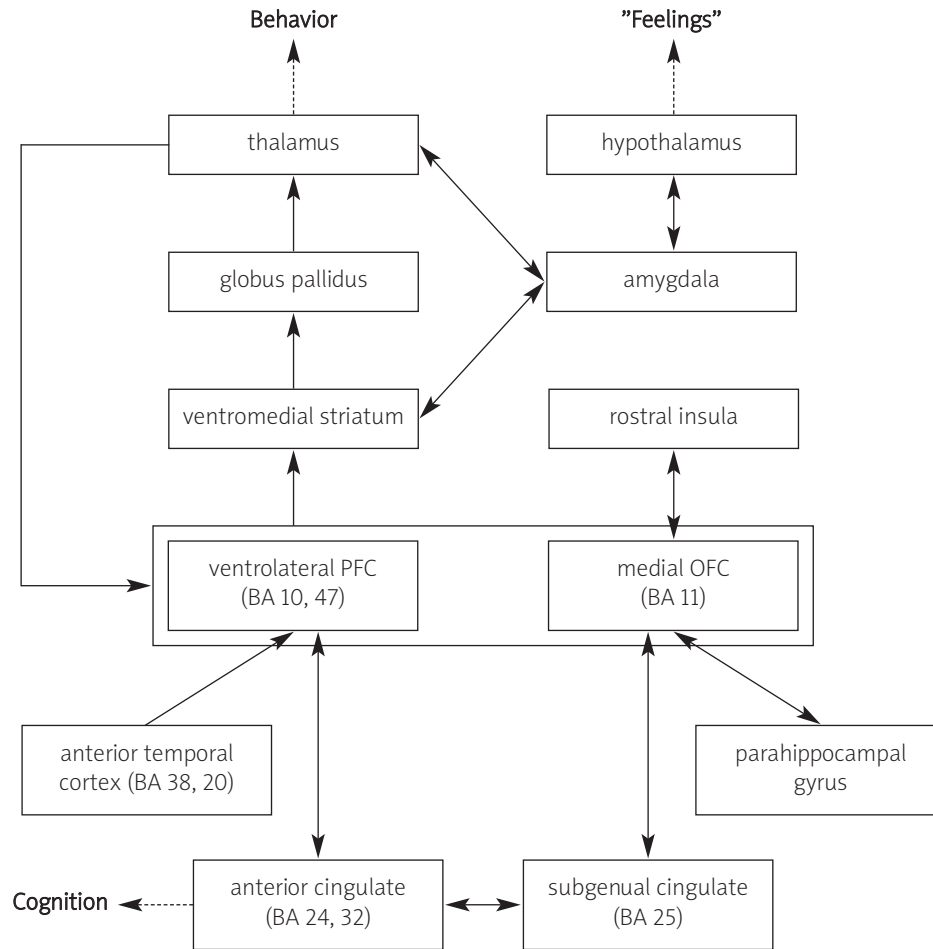 Behavior
”Feelings”
thalamus
hypothalamus
globus pallidus
amygdala
ventromedial striatum
rostral insula
ventrolateral PFC
(BA 10, 47)
medial OFC
(BA 11)
anterior temporal
cortex (BA 38, 20)
parahippocampal
gyrus
Cognition
anterior cingulate
(BA 24, 32)
subgenual cingulate
(BA 25)